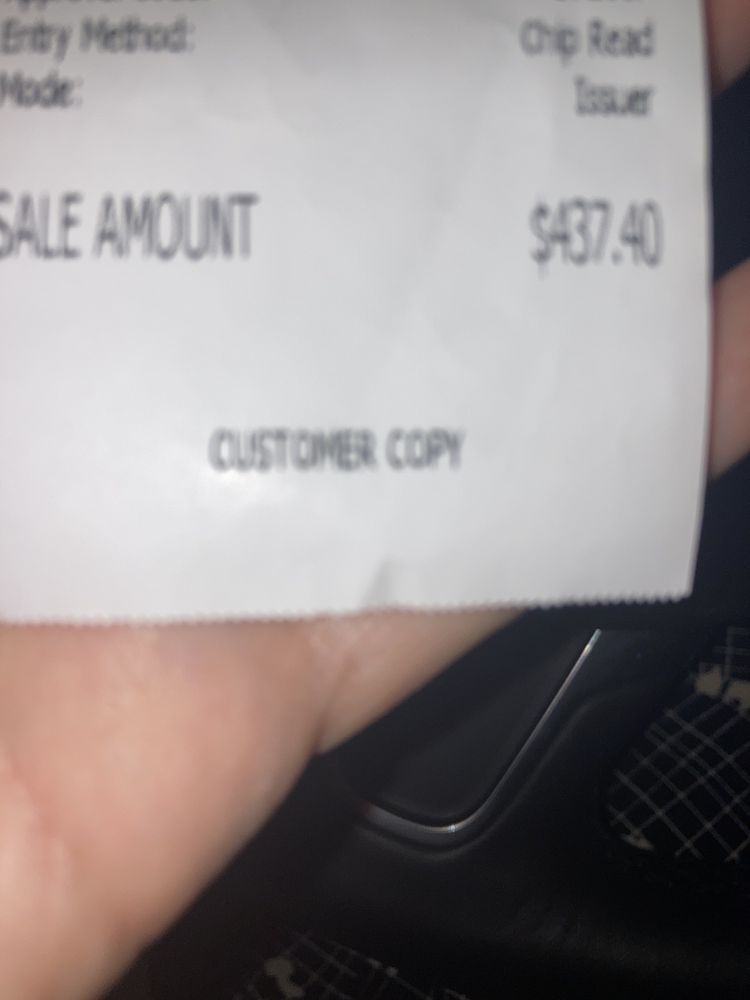 Entry Method: Chip Read
Mode: Issuer
SALE AMOUNT $437.40
CUSTOMER COPY